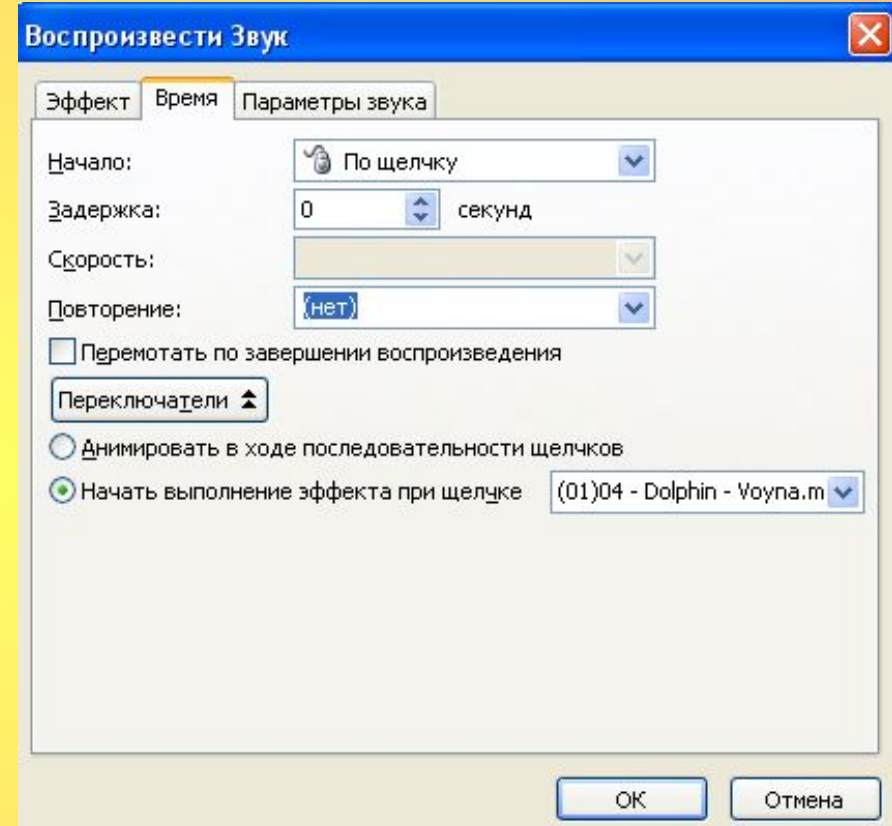 Воспроизвести Звук
Эффект Время Параметры звука
Начало: По щелчку
Задержка: 0 секунд
Скорость:
Повторение: (нет)
Перемотать по завершении воспроизведения
Переключатели
Анимировать в ходе последовательности щелчков
Начать выполнение эффекта при щелчке (01)04 - Dolphin - Voyna.m
ОК Отмена